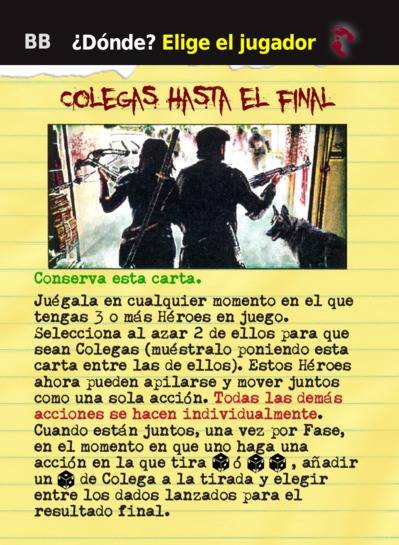 BB ¿Dónde? Elige el jugador
COLEGAS HASTA EL FINAL
Conserva esta carta.
Juégala en cualquier momento en el que
tengas 3 o más Héroes en juego.
Selecciona al azar 2 de ellos para que
sean Colegas (muéstralo poniendo esta
carta entre las de ellos). Estos Héroes
ahora pueden apilarse y mover juntos
como una sola acción. Todas las demás
acciones se hacen individualmente.
Cuando están juntos, una vez por Fase,
en el momento en que uno haga una
acción en la que tira ó , añadir
un de Colega a la tirada y elegir
entre los dados lanzados para el
resultado final.